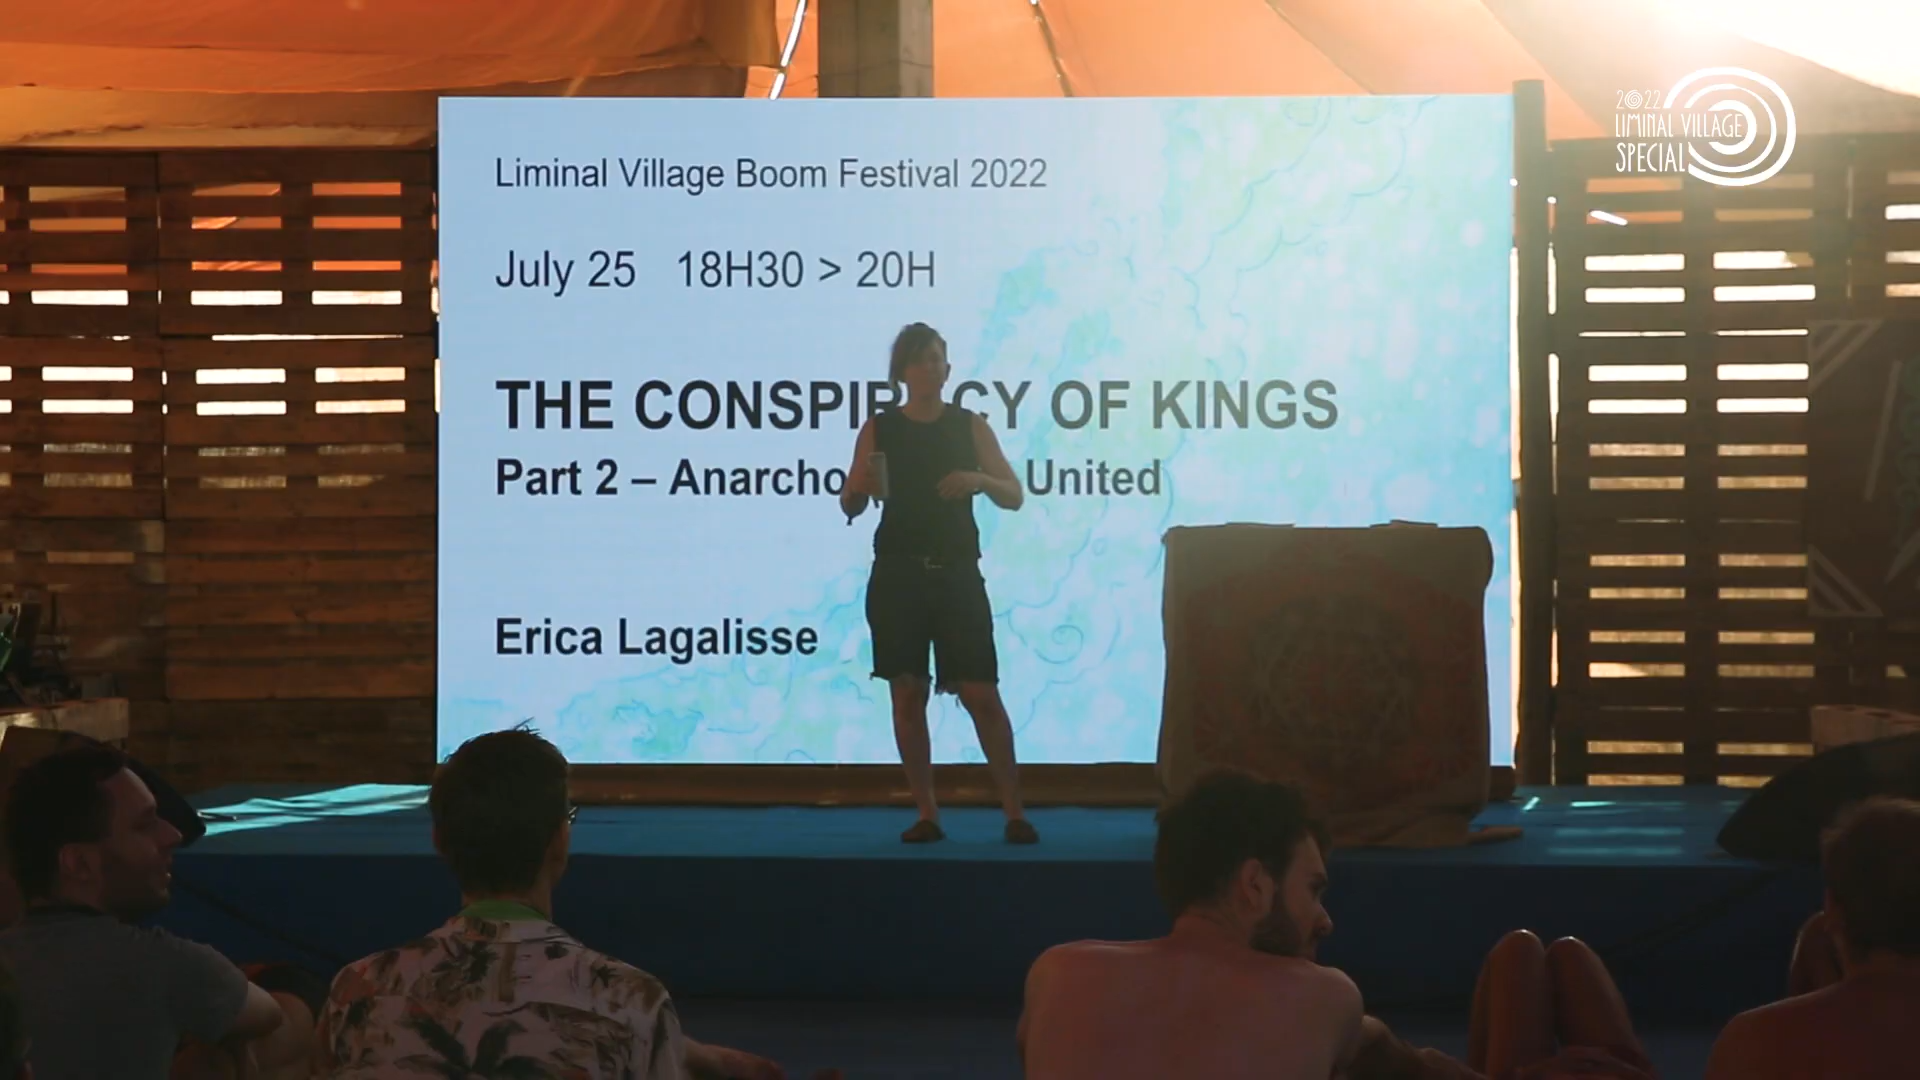 Liminal Village Boom Festival 2022
July 25 18H30 > 20H
THE CONSPIR CY OF KINGS
Part 2 – Anarcho United
Erica Lagalisse
2022
LIMINAL VILLAGE
SPECIAL